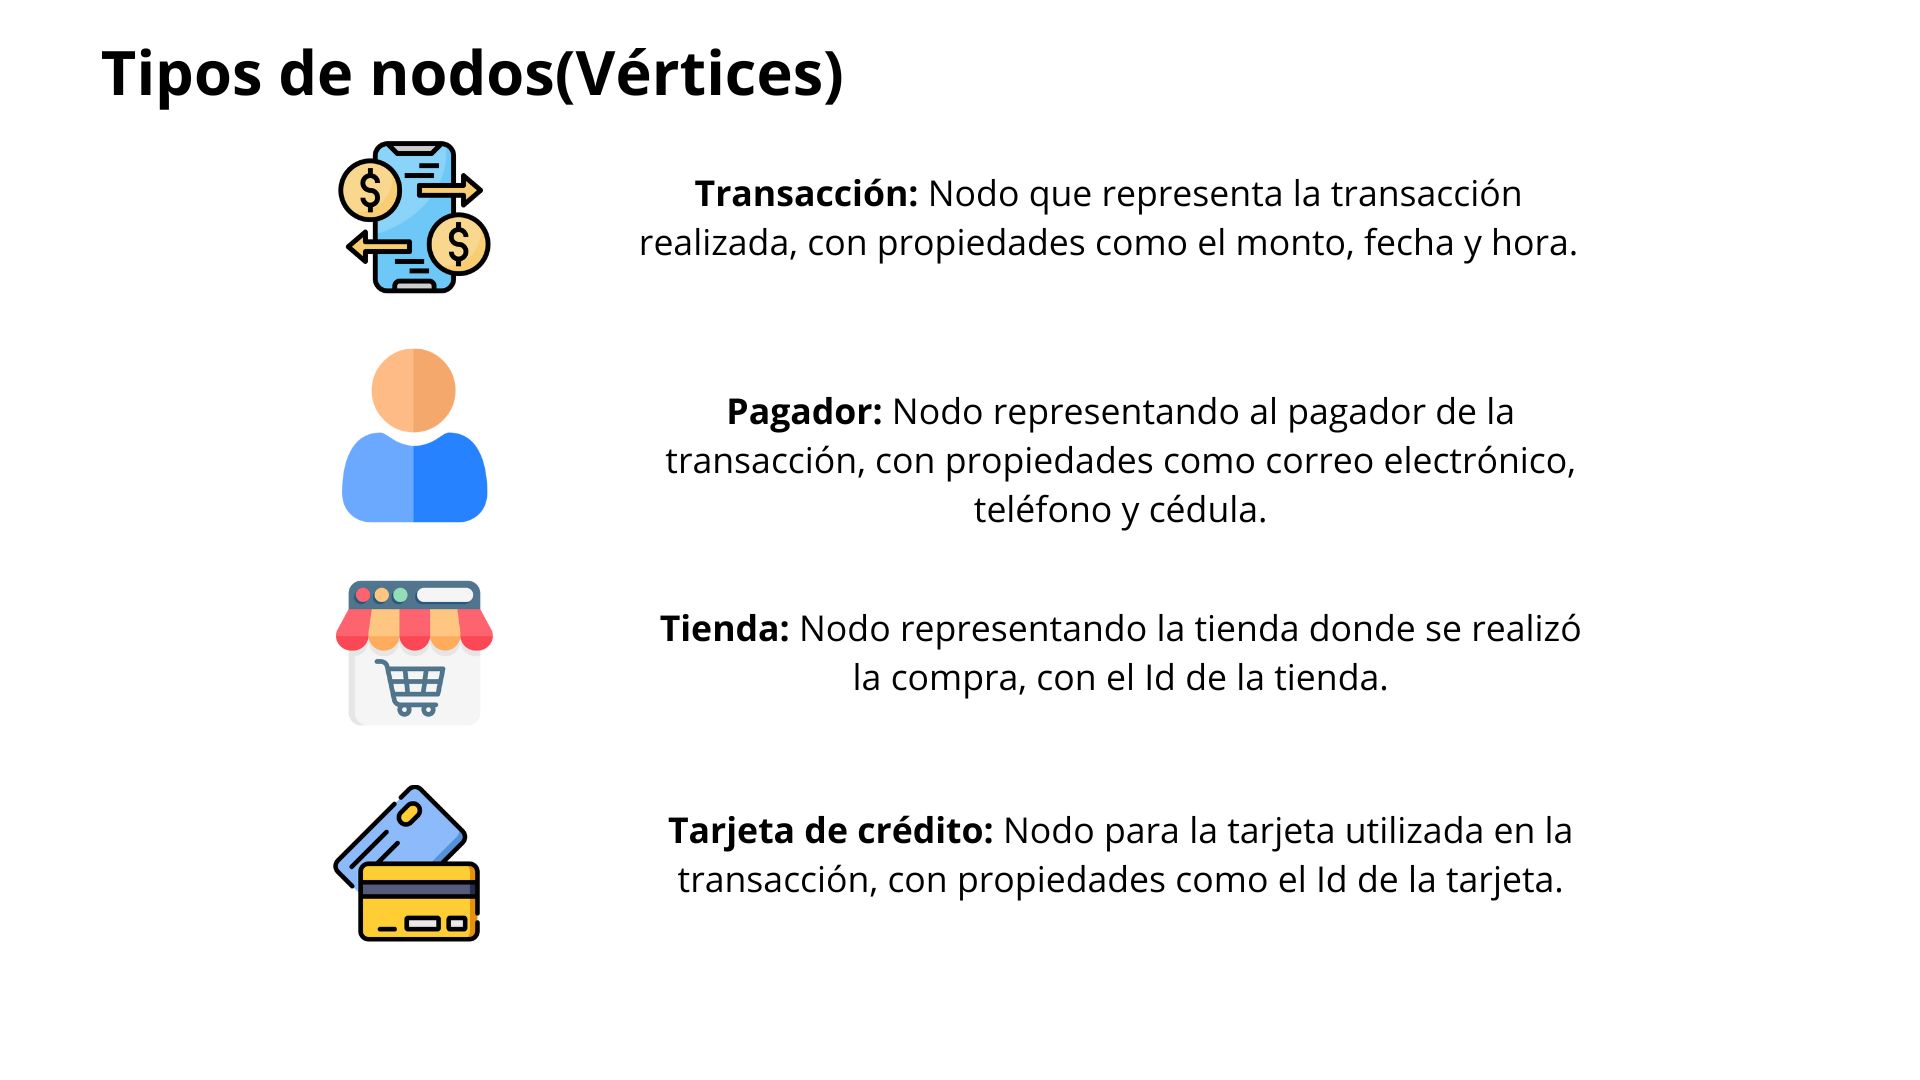 Tipos de nodos(Vértices)
Transacción: Nodo que representa la transacción
realizada, con propiedades como el monto, fecha y hora.
Pagador: Nodo representando al pagador de la
transacción, con propiedades como correo electrónico,
teléfono y cédula.
Tienda: Nodo representando la tienda donde se realizó
la compra, con el Id de la tienda.
Tarjeta de crédito: Nodo para la tarjeta utilizada en la
transacción, con propiedades como el Id de la tarjeta.